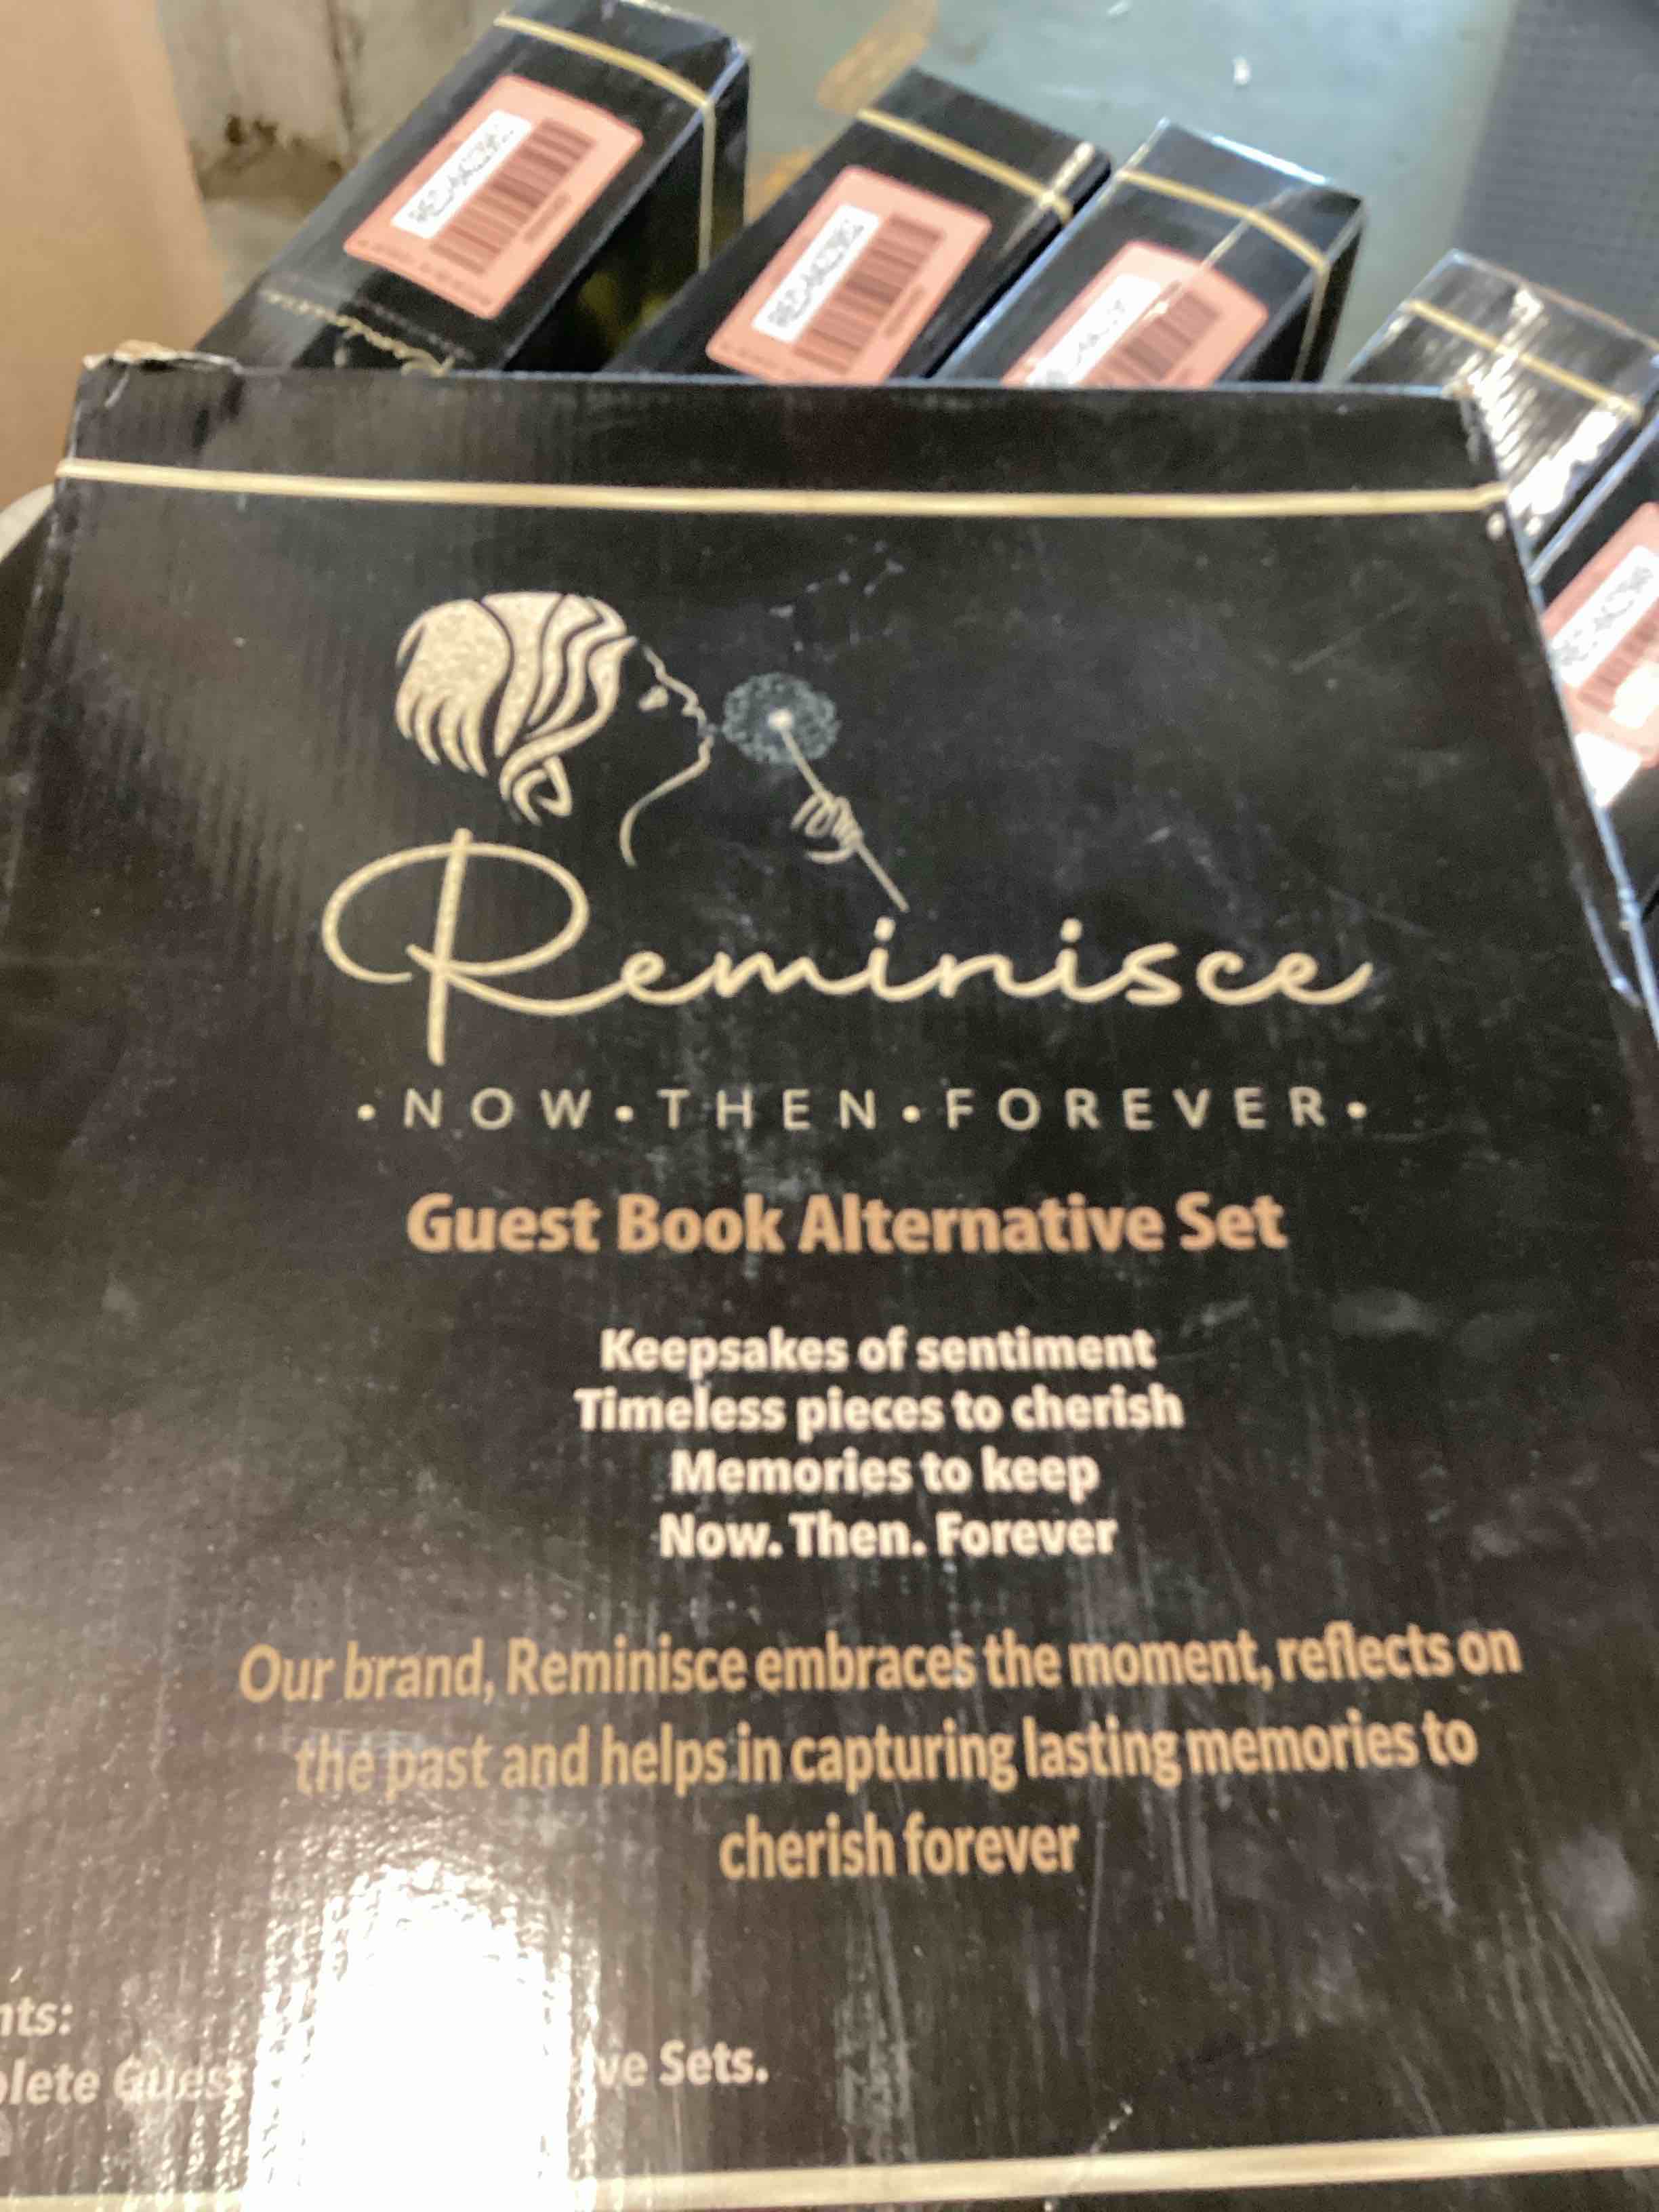 Reminisce
•NOW•THEN•FOREVER•
Guest Book Alternative Set
Keepsakes of sentiment
Timeless pieces to cherish
Memories to keep
Now. Then. Forever
Our brand, Reminisce embraces the moment, reflects on
the past and helps in capturing lasting memories to
cherish forever
nts:
plete Guest ve Sets.